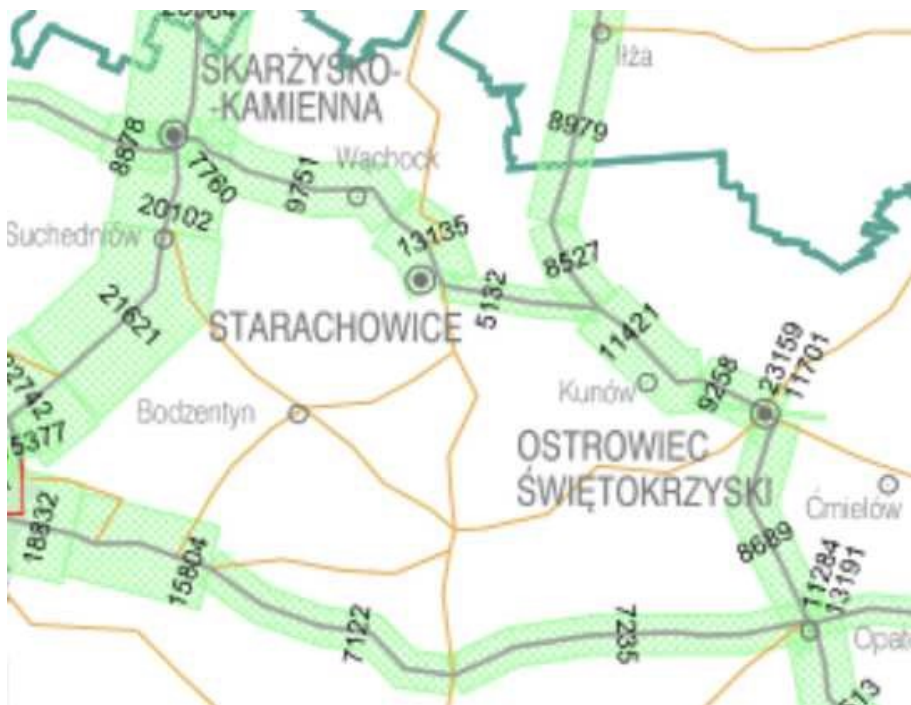 SKARŻYSKO-
-KAMIENNA
Iłża
8979
8878
7760
9751
Wąchock
20102
Suchedniów
13135
8527
5132
21621
STARACHOWICE
11421
23159
11701
22742
Kunów
9258
Bodzentyn
5377
OSTROWIEC
ŚWIĘTOKRZYSKI
Ćmielów
18832
8689
15804
11284
13191
7122
7235